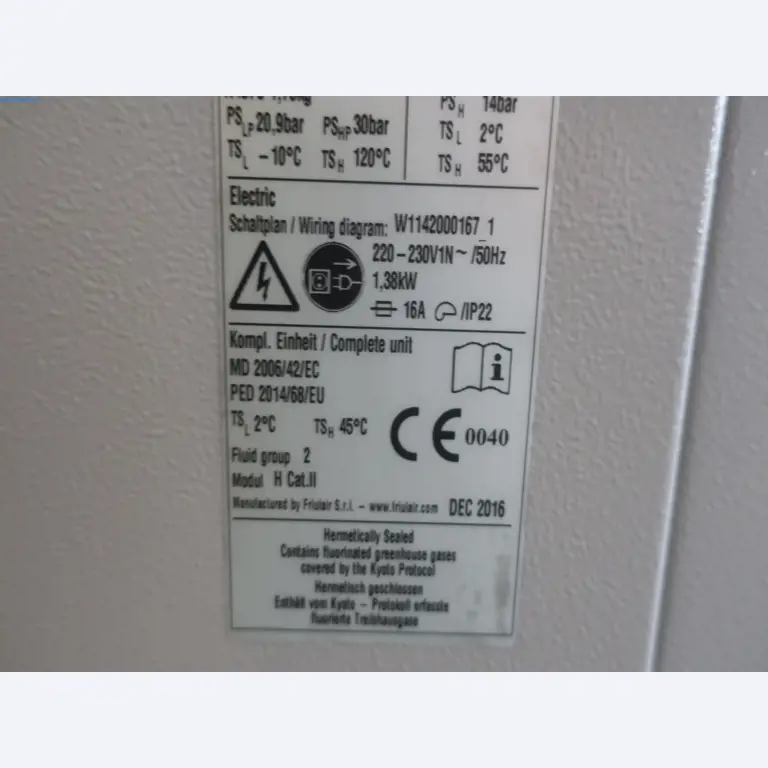 PS LP 20,9bar PS HP 30bar
TS L -10°C TS H 120°C
PS H 14bar
TS L 2°C
TS H 55°C
Electric
Schaltplan / Wiring diagram: W1142000167_1
220-230V1N~ /50Hz
1,38kW
16A /IP22
Kompl. Einheit / Complete unit
MD 2006/42/EC
PED 2014/68/EU
TS L 2°C TS H 45°C
CE 0040
Fluid group 2
Modul H Cat.II
Manufactured by Friulair S.r.l. - www.friulair.com DEC 2016
Hermetically Sealed
Contains fluorinated greenhouse gases
covered by the Kyoto Protocol
Hermetisch geschlossen
Enthält vom Kyoto - Protokoll erfasste
fluorierte Treibhausgase